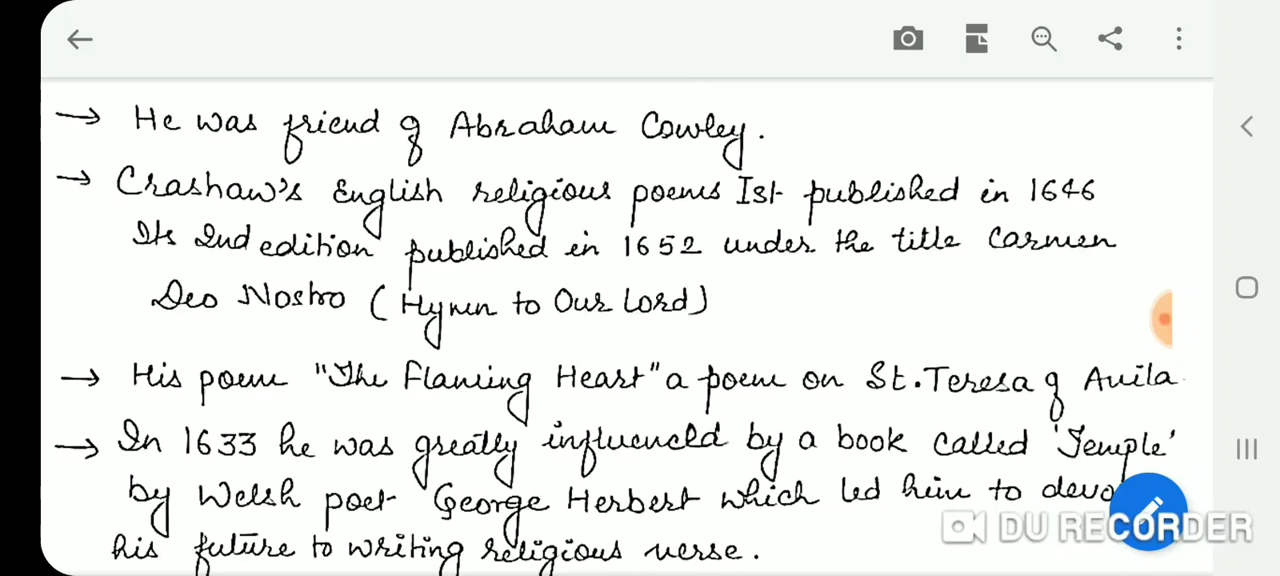 → He was friend of Abraham Cowley.
→ Crashaw's English religious poems Ist published in 1646
Its 2nd edition published in 1652 under the title Carmen
Deo Nostro (Hymn to Our Lord)
→ His poem "The Flaming Heart" a poem on St. Teresa of Avila
→ In 1633 he was greatly influenced by a book called 'Temple'
by Welsh poet George Herbert which led him to devo
his future to writing religious verse.
DU RECORDER